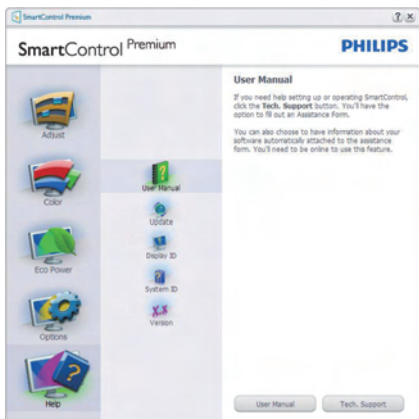 SmartControl Premium
SmartControl Premium
PHILIPS
Adjust
Color
Eco Power
Options
Help
User Manual
Update
Display ID
System ID
Version
User Manual
If you need help setting up or operating SmartControl,
click the Tech. Support button. You'll have the
option to fill out an Assistance Form.
You can also choose to have information about your
software automatically attached to the assistance
form. You'll need to be online to use this feature.
User Manual
Tech. Support